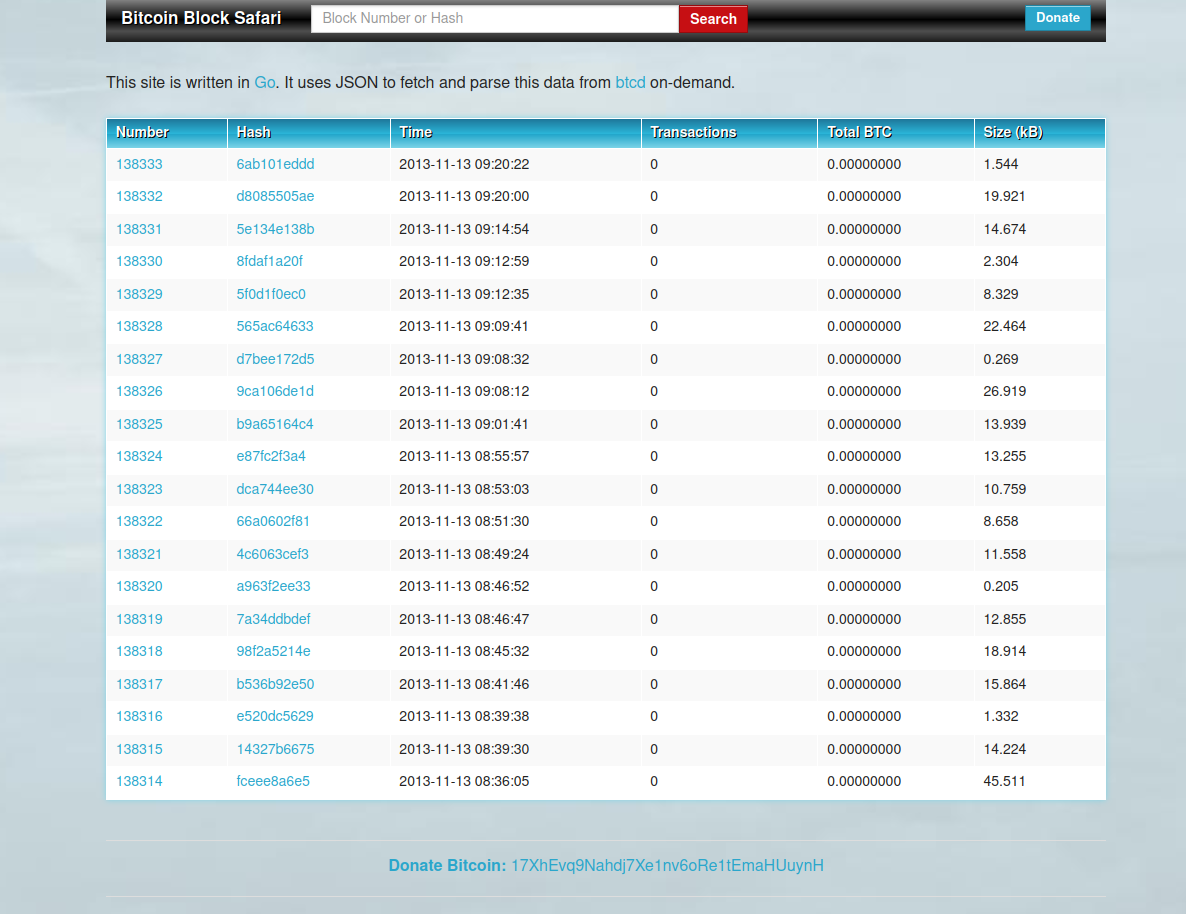 Bitcoin Block Safari Block Number or Hash Search Donate
This site is written in Go. It uses JSON to fetch and parse this data from btcd on-demand.
Number Hash Time Transactions Total BTC Size (kB)
138333 6ab101eddd 2013-11-13 09:20:22 0 0.00000000 1.544
138332 d8085505ae 2013-11-13 09:20:00 0 0.00000000 19.921
138331 5e134e138b 2013-11-13 09:14:54 0 0.00000000 14.674
138330 8fdaf1a20f 2013-11-13 09:12:59 0 0.00000000 2.304
138329 5f0d1f0ec0 2013-11-13 09:12:35 0 0.00000000 8.329
138328 565ac64633 2013-11-13 09:09:41 0 0.00000000 22.464
138327 d7bee172d5 2013-11-13 09:08:32 0 0.00000000 0.269
138326 9ca106de1d 2013-11-13 09:08:12 0 0.00000000 26.919
138325 b9a65164c4 2013-11-13 09:01:41 0 0.00000000 13.939
138324 e87fc2f3a4 2013-11-13 08:55:57 0 0.00000000 13.255
138323 dca744ee30 2013-11-13 08:53:03 0 0.00000000 10.759
138322 66a0602f81 2013-11-13 08:51:30 0 0.00000000 8.658
138321 4c6063cef3 2013-11-13 08:49:24 0 0.00000000 11.558
138320 a963f2ee33 2013-11-13 08:46:52 0 0.00000000 0.205
138319 7a34ddbdef 2013-11-13 08:46:47 0 0.00000000 12.855
138318 98f2a5214e 2013-11-13 08:45:32 0 0.00000000 18.914
138317 b536b92e50 2013-11-13 08:41:46 0 0.00000000 15.864
138316 e520dc5629 2013-11-13 08:39:38 0 0.00000000 1.332
138315 14327b6675 2013-11-13 08:39:30 0 0.00000000 14.224
138314 fceee8a6e5 2013-11-13 08:36:05 0 0.00000000 45.511
Donate Bitcoin: 17XhEvq9Nahdj7Xe1nv6oRe1tEmaHUuynH